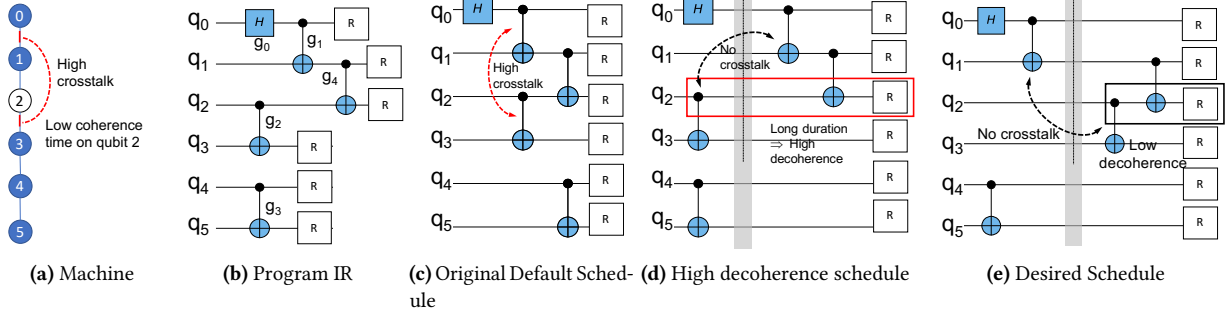 0
1
2
3
4
5
High
crosstalk
Low coherence
time on qubit 2
(a) Machine
q0
q1
q2
q3
q4
q5
H
g0
g1
g4
g2
g3
R
R
R
R
R
R
(b) Program IR
q0
q1
q2
q3
q4
q5
H
High
crosstalk
R
R
R
R
R
R
(c) Original Default Sched-
ule
q0
q1
q2
q3
q4
q5
H
No
crosstalk
Long duration
⇒ High
decoherence
R
R
R
R
R
R
(d) High decoherence schedule
q0
q1
q2
q3
q4
q5
H
No crosstalk
Low
decoherence
R
R
R
R
R
R
(e) Desired Schedule